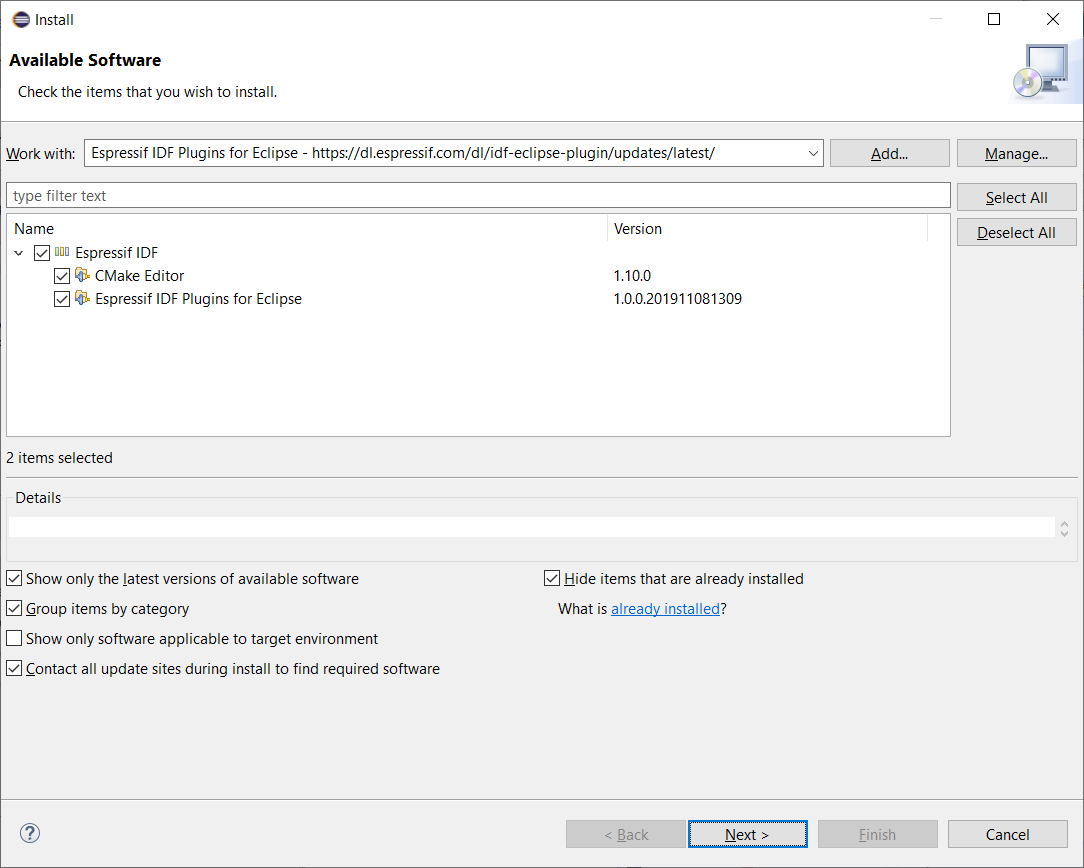 Install
Available Software
Check the items that you wish to install.
Work with: Espressif IDF Plugins for Eclipse - https://dl.espressif.com/dl/idf-eclipse-plugin/updates/latest/ Add... Manage...
type filter text Select All
Deselect All
Name Version
Espressif IDF
CMake Editor 1.10.0
Espressif IDF Plugins for Eclipse 1.0.0.201911081309
2 items selected
Details
Show only the latest versions of available software Hide items that are already installed
Group items by category What is already installed?
Show only software applicable to target environment
Contact all update sites during install to find required software
? < Back Next > Finish Cancel